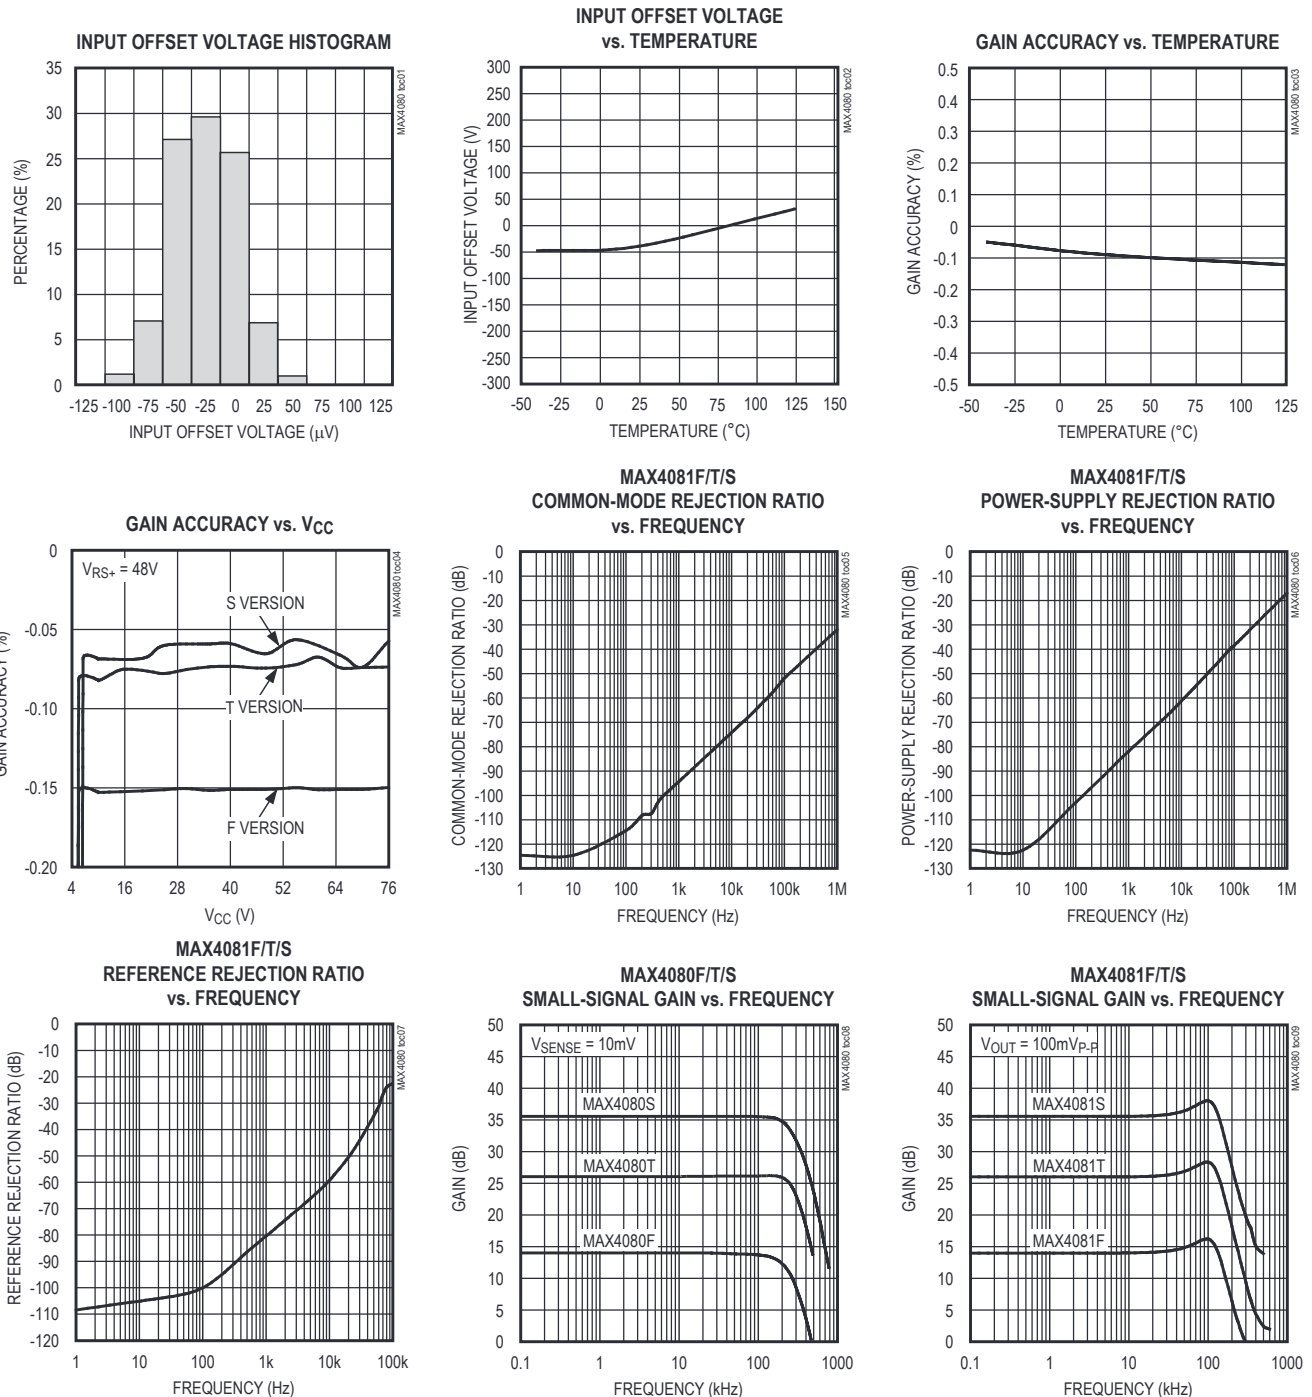 INPUT OFFSET VOLTAGE HISTOGRAM
MAX4080 toc01
35
30
25
20
15
10
5
0
PERCENTAGE (%)
-125 -100 -75 -50 -25 0 25 50 75 100 125
INPUT OFFSET VOLTAGE (μV)
INPUT OFFSET VOLTAGE
vs. TEMPERATURE
MAX4080 toc02
300
250
200
150
100
50
0
-50
-100
-150
-200
-250
-300
INPUT OFFSET VOLTAGE (V)
-50 -25 0 25 50 75 100 125 150
TEMPERATURE (°C)
GAIN ACCURACY vs. TEMPERATURE
MAX4080 toc03
0.5
0.4
0.3
0.2
0.1
0
-0.1
-0.2
-0.3
-0.4
-0.5
GAIN ACCURACY (%)
-50 -25 0 25 50 75 100 125
TEMPERATURE (°C)
GAIN ACCURACY vs. VCC
MAX4080 toc04
VRS+ = 48V
S VERSION
T VERSION
F VERSION
0
-0.05
-0.10
-0.15
-0.20
GAIN ACCURACY (%)
4 16 28 40 52 64 76
VCC (V)
MAX4081F/T/S
COMMON-MODE REJECTION RATIO
vs. FREQUENCY
MAX4080 toc05
0
-10
-20
-30
-40
-50
-60
-70
-80
-90
-100
-110
-120
-130
COMMON-MODE REJECTION RATIO (dB)
1 10 100 1k 10k 100k 1M
FREQUENCY (Hz)
MAX4081F/T/S
POWER-SUPPLY REJECTION RATIO
vs. FREQUENCY
MAX4080 toc06
0
-10
-20
-30
-40
-50
-60
-70
-80
-90
-100
-110
-120
-130
POWER-SUPPLY REJECTION RATIO (dB)
1 10 100 1k 10k 100k 1M
FREQUENCY (Hz)
MAX4081F/T/S
REFERENCE REJECTION RATIO
vs. FREQUENCY
MAX4080 toc07
0
-10
-20
-30
-40
-50
-60
-70
-80
-90
-100
-110
-120
REFERENCE REJECTION RATIO (dB)
1 10 100 1k 10k 100k
FREQUENCY (Hz)
MAX4080F/T/S
SMALL-SIGNAL GAIN vs. FREQUENCY
MAX4080 toc08
VSENSE = 10mV
MAX4080S
MAX4080T
MAX4080F
50
45
40
35
30
25
20
15
10
5
0
GAIN (dB)
0.1 1 10 100 1000
FREQUENCY (kHz)
MAX4081F/T/S
SMALL-SIGNAL GAIN vs. FREQUENCY
MAX4080 toc09
VOUT = 100mVP-P
MAX4081S
MAX4081T
MAX4081F
50
45
40
35
30
25
20
15
10
5
0
GAIN (dB)
0.1 1 10 100 1000
FREQUENCY (kHz)